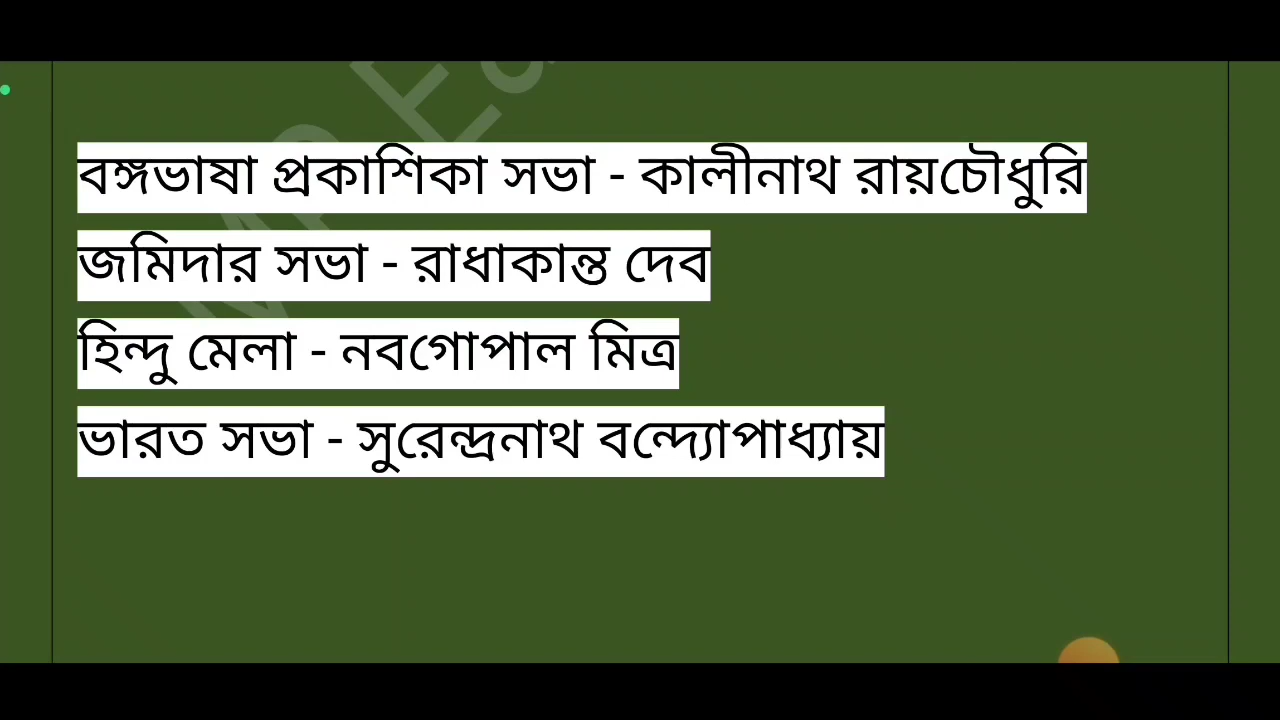 বঙ্গভাষা প্রকাশিকা সভা - কালীনাথ রায়চৌধুরি
জমিদার সভা - রাধাকান্ত দেব
হিন্দু মেলা - নবগোপাল মিত্র
ভারত সভা - সুরেন্দ্রনাথ বন্দ্যোপাধ্যায়